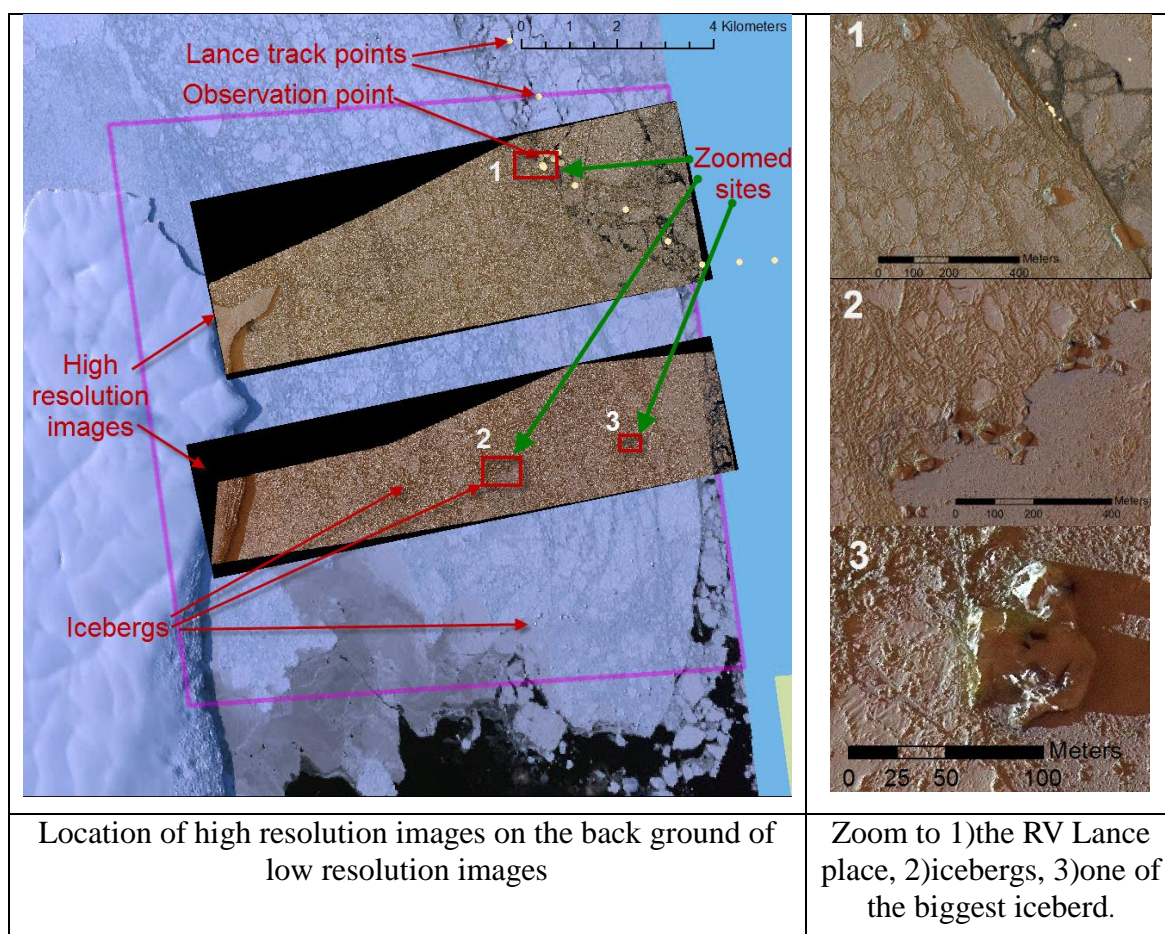 0 1 2 4 Kilometers
Lance track points
Observation point
1
Zoomed
sites
High
resolution
images
2
3
Icebergs
1
Meters
0 100 200 400
2
Meters
0 100 200 400
3
Meters
0 25 50 100
Location of high resolution images on the back ground of
low resolution images
Zoom to 1)the RV Lance
place, 2)icebergs, 3)one of
the biggest iceberd.